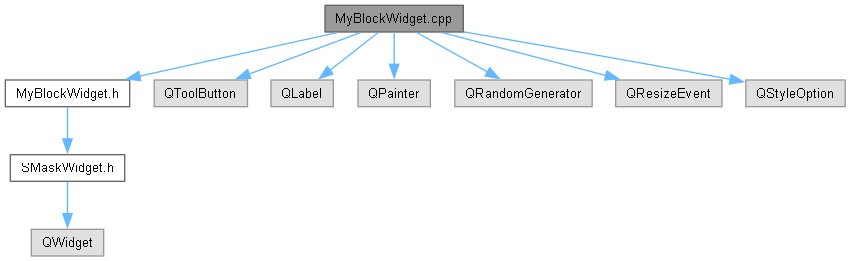 MyBlockWidget.cpp
MyBlockWidget.h
QToolButton
QLabel
QPainter
QRandomGenerator
QResizeEvent
QStyleOption
SMaskWidget.h
QWidget